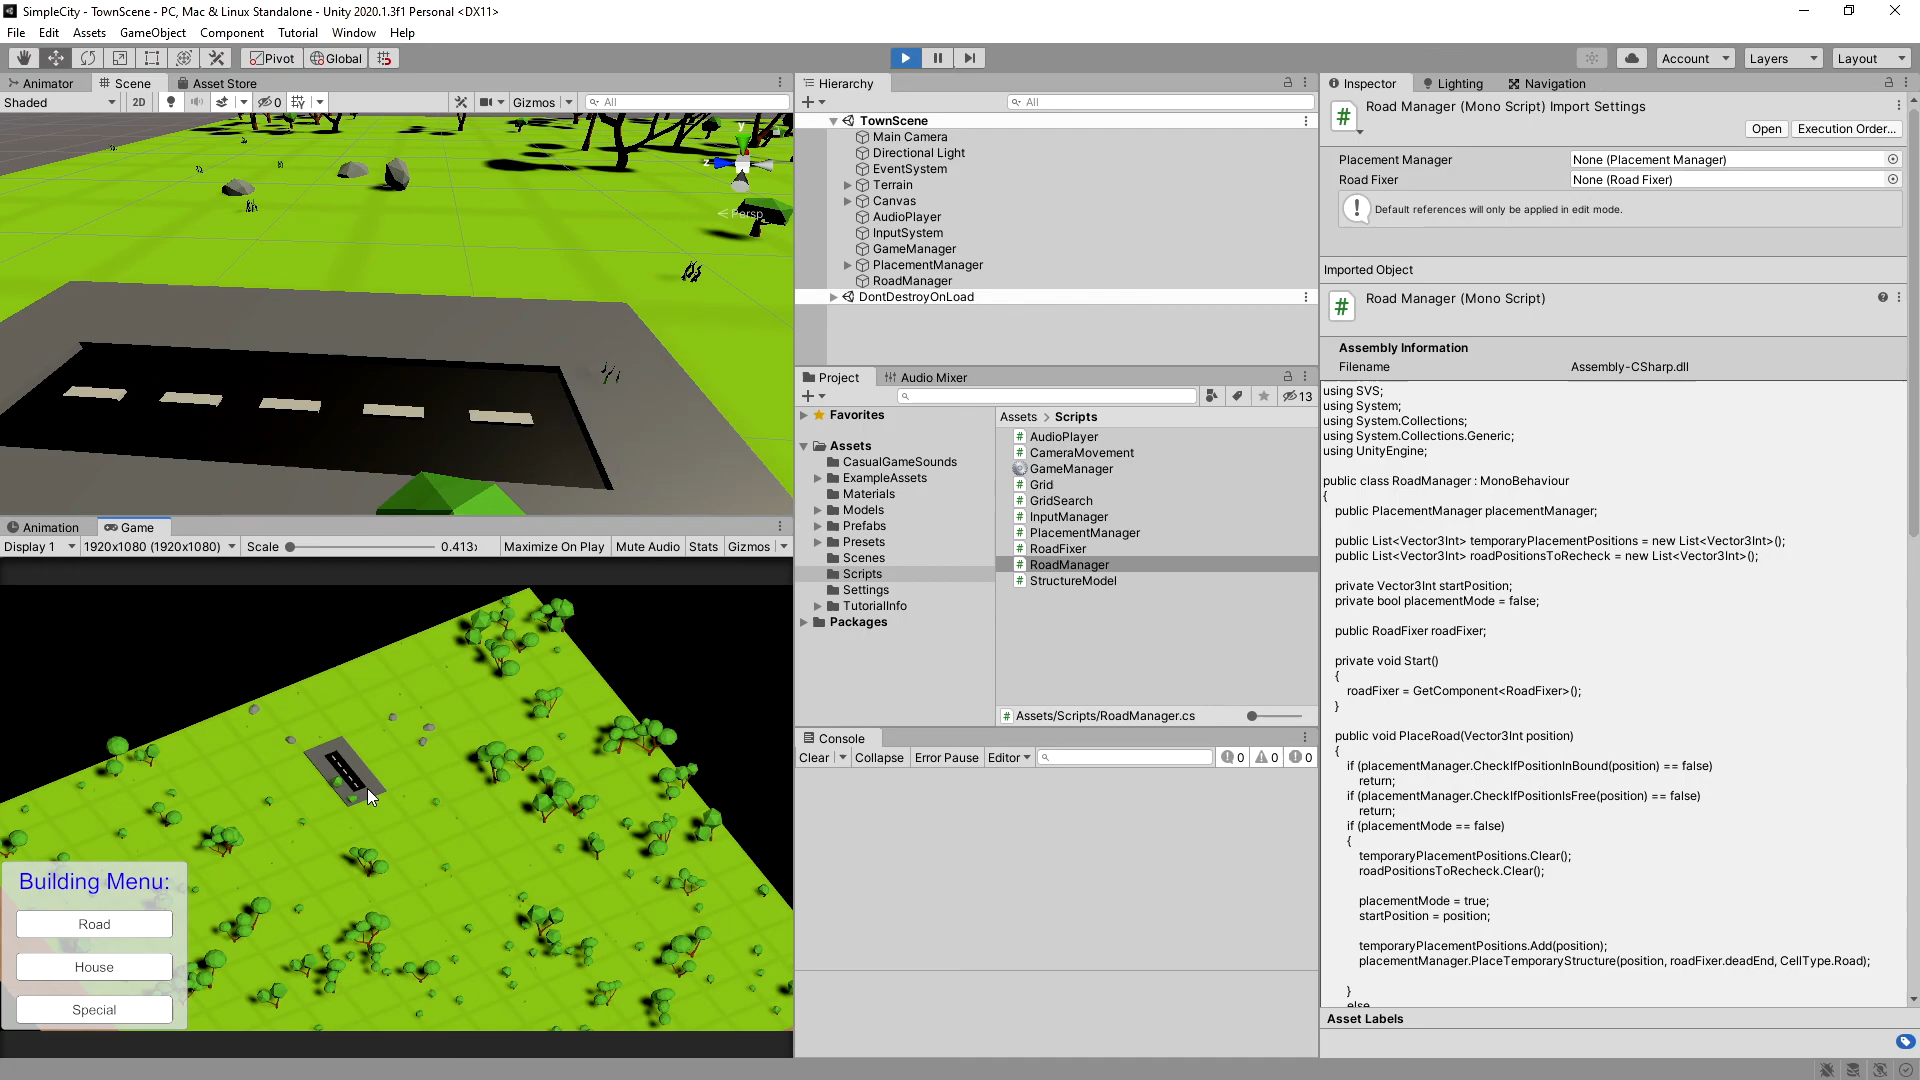 SimpleCity - TownScene - PC, Mac & Linux Standalone - Unity 2020.1.3f1 Personal <DX11>
File Edit Assets GameObject Component Tutorial Window Help
Pivot Global Account Layers Layout
Animator Scene Asset Store
Shaded 2D 0 Gizmos All
y
z
Persp
Animation Game
Display 1 1920x1080 (1920x1080) Scale 0.413x Maximize On Play Mute Audio Stats Gizmos
Building Menu:
Road
House
Special
Hierarchy
All
TownScene
Main Camera
Directional Light
EventSystem
Terrain
Canvas
AudioPlayer
InputSystem
GameManager
PlacementManager
RoadManager
DontDestroyOnLoad
Project Audio Mixer
13
Favorites
Assets
CasualGameSounds
ExampleAssets
Materials
Models
Prefabs
Presets
Scenes
Scripts
Settings
TutorialInfo
Packages
Assets > Scripts
AudioPlayer
CameraMovement
GameManager
Grid
GridSearch
InputManager
PlacementManager
RoadFixer
RoadManager
StructureModel
Assets/Scripts/RoadManager.cs
Console
Clear Collapse Error Pause Editor 0 0 0
Inspector Lighting Navigation
Road Manager (Mono Script) Import Settings
Open Execution Order...
Placement Manager None (Placement Manager)
Road Fixer None (Road Fixer)
Default references will only be applied in edit mode.
Imported Object
Road Manager (Mono Script)
Assembly Information
Filename Assembly-CSharp.dll
using SVS;
using System;
using System.Collections;
using System.Collections.Generic;
using UnityEngine;
public class RoadManager : MonoBehaviour
{
public PlacementManager placementManager;
public List<Vector3Int> temporaryPlacementPositions = new List<Vector3Int>();
public List<Vector3Int> roadPositionsToRecheck = new List<Vector3Int>();
private Vector3Int startPosition;
private bool placementMode = false;
public RoadFixer roadFixer;
private void Start()
{
roadFixer = GetComponent<RoadFixer>();
}
public void PlaceRoad(Vector3Int position)
{
if (placementManager.CheckIfPositionInBound(position) == false)
return;
if (placementManager.CheckIfPositionIsFree(position) == false)
return;
if (placementMode == false)
{
temporaryPlacementPositions.Clear();
roadPositionsToRecheck.Clear();
placementMode = true;
startPosition = position;
temporaryPlacementPositions.Add(position);
placementManager.PlaceTemporaryStructure(position, roadFixer.deadEnd, CellType.Road);
}
else
Asset Labels